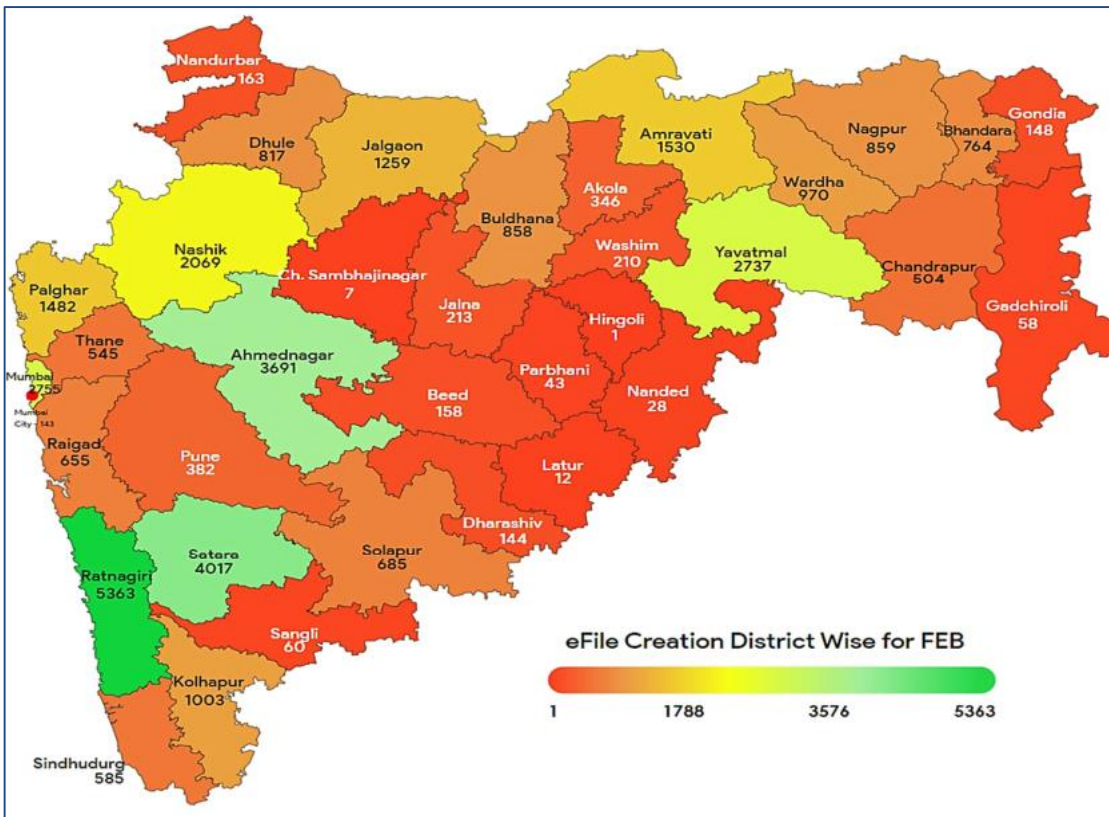 Nandurbar
163
Dhule
817
Jalgaon
1259
Amravati
1530
Nagpur
859
Bhandara
764
Gondia
148
Wardha
970
Akola
346
Buldhana
858
Washim
210
Yavatmal
2737
Chandrapur
504
Gadchiroli
58
Nashik
2069
Ch. Sambhajinagar
7
Jalna
213
Hingoli
1
Palghar
1482
Thane
545
Ahmednagar
3691
Parbhani
43
Nanded
28
Beed
158
Mumbai
2755
Mumbai
City - 143
Raigad
655
Pune
382
Latur
12
Dharashiv
144
Solapur
685
Satara
4017
Ratnagiri
5363
Sangli
60
Kolhapur
1003
Sindhudurg
585
eFile Creation District Wise for FEB
1 1788 3576 5363